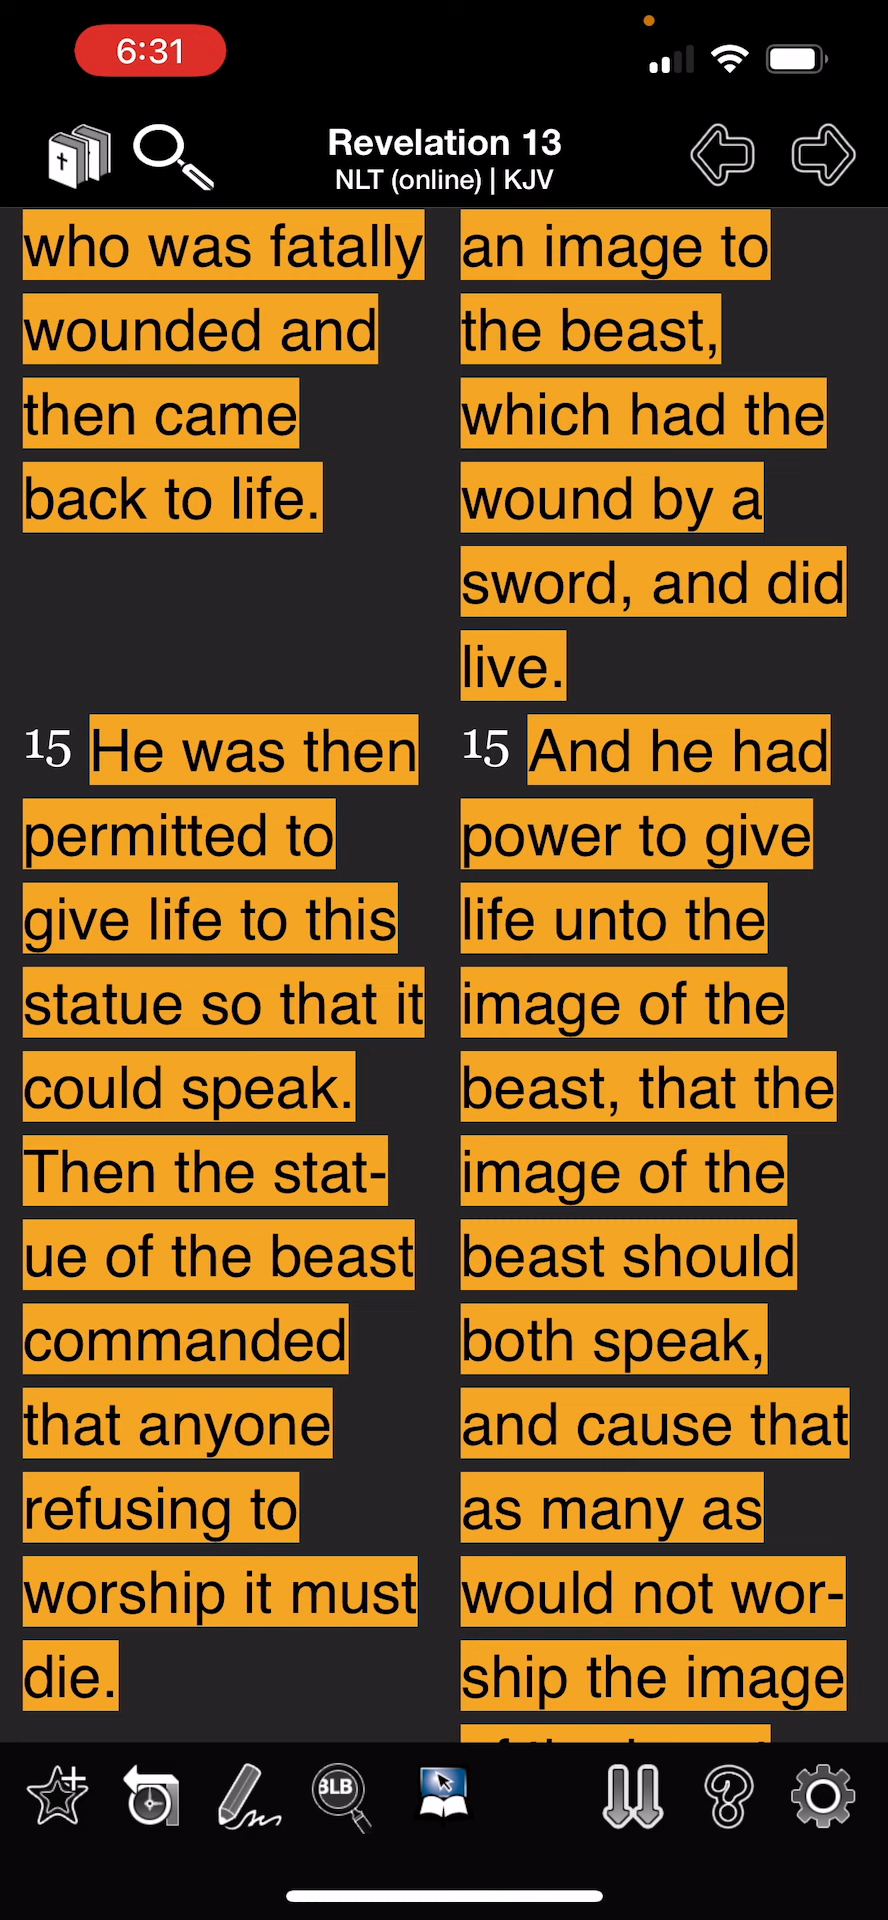 6:31
Revelation 13
NLT (online) | KJV
who was fatally
wounded and
then came
back to life.
15 He was then
permitted to
give life to this
statue so that it
could speak.
Then the stat-
ue of the beast
commanded
that anyone
refusing to
worship it must
die.
an image to
the beast,
which had the
wound by a
sword, and did
live.
15 And he had
power to give
life unto the
image of the
beast, that the
image of the
beast should
both speak,
and cause that
as many as
would not wor-
ship the image
BLB